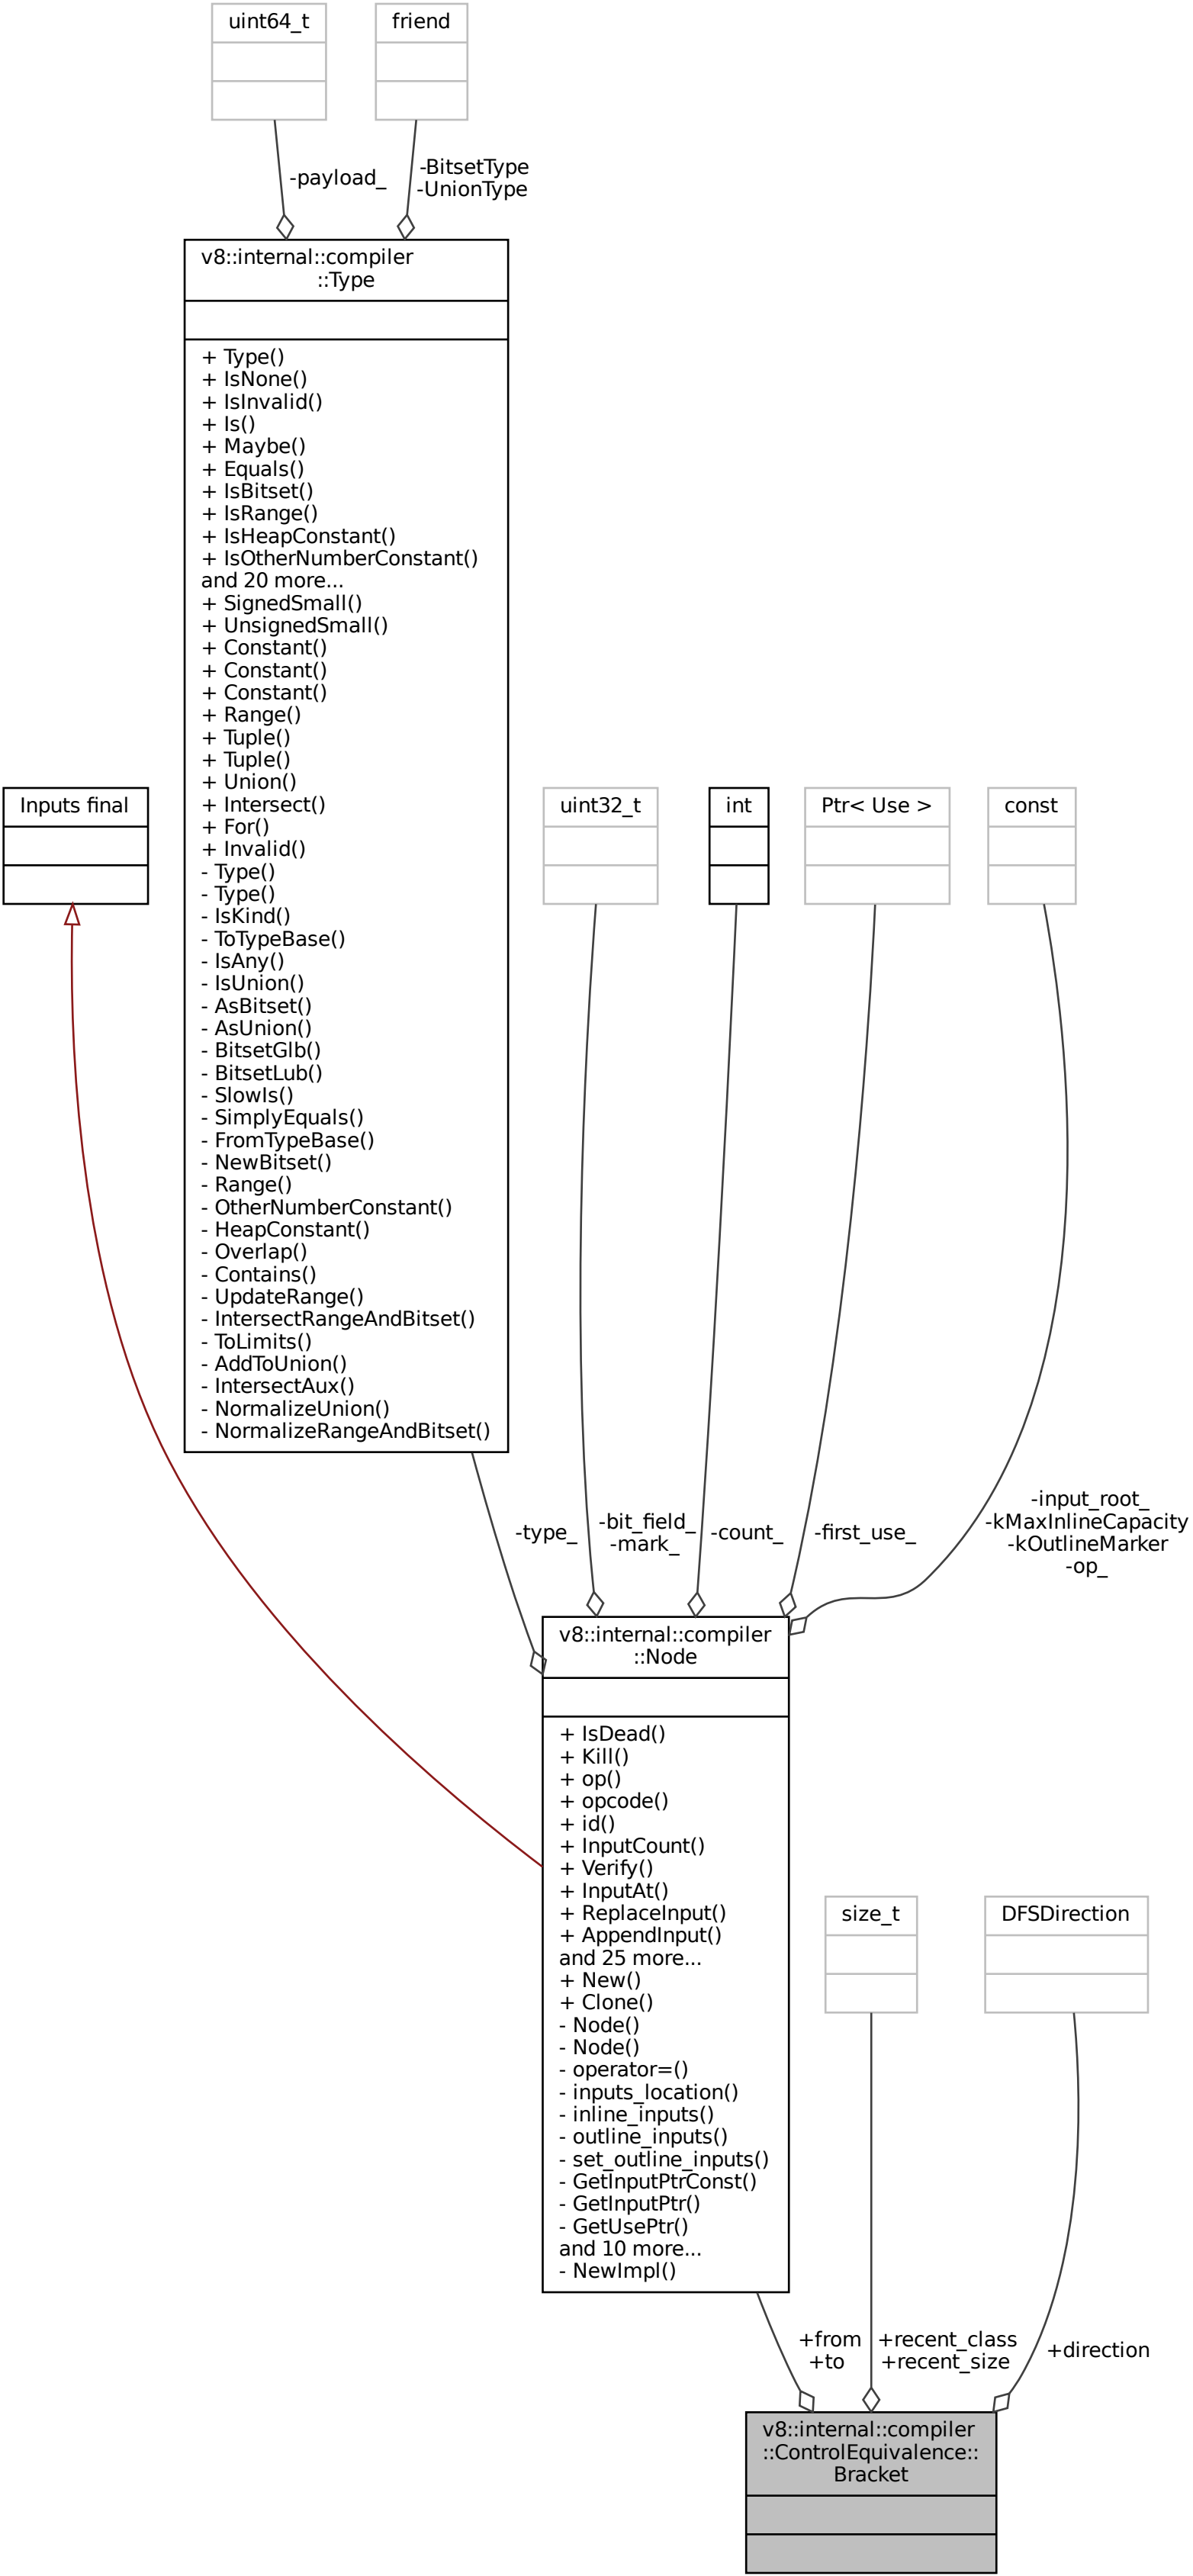 uint64_t
friend
-payload_
-BitsetType
-UnionType
v8::internal::compiler
::Type
+ Type()
+ IsNone()
+ IsInvalid()
+ Is()
+ Maybe()
+ Equals()
+ IsBitset()
+ IsRange()
+ IsHeapConstant()
+ IsOtherNumberConstant()
and 20 more...
+ SignedSmall()
+ UnsignedSmall()
+ Constant()
+ Constant()
+ Constant()
+ Range()
+ Tuple()
+ Tuple()
+ Union()
+ Intersect()
+ For()
+ Invalid()
- Type()
- Type()
- IsKind()
- ToTypeBase()
- IsAny()
- IsUnion()
- AsBitset()
- AsUnion()
- BitsetGlb()
- BitsetLub()
- SlowIs()
- SimplyEquals()
- FromTypeBase()
- NewBitset()
- Range()
- OtherNumberConstant()
- HeapConstant()
- Overlap()
- Contains()
- UpdateRange()
- IntersectRangeAndBitset()
- ToLimits()
- AddToUnion()
- IntersectAux()
- NormalizeUnion()
- NormalizeRangeAndBitset()
Inputs final
uint32_t
int
Ptr< Use >
const
-type_
-bit_field_
-mark_
-count_
-first_use_
-input_root_
-kMaxInlineCapacity
-kOutlineMarker
-op_
v8::internal::compiler
::Node
+ IsDead()
+ Kill()
+ op()
+ opcode()
+ id()
+ InputCount()
+ Verify()
+ InputAt()
+ ReplaceInput()
+ AppendInput()
and 25 more...
+ New()
+ Clone()
- Node()
- Node()
- operator=()
- inputs_location()
- inline_inputs()
- outline_inputs()
- set_outline_inputs()
- GetInputPtrConst()
- GetInputPtr()
- GetUsePtr()
and 10 more...
- NewImpl()
size_t
DFSDirection
+from
+to
+recent_class
+recent_size
+direction
v8::internal::compiler
::ControlEquivalence::
Bracket